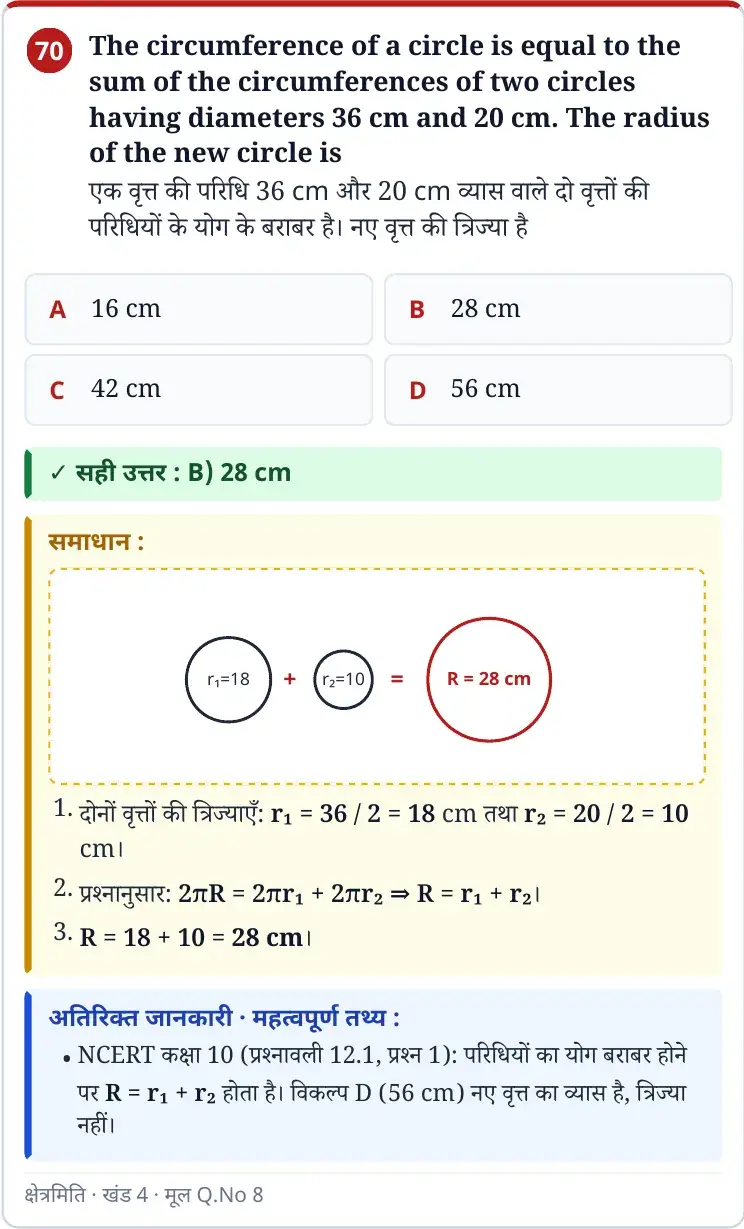 70
The circumference of a circle is equal to the
sum of the circumferences of two circles
having diameters 36 cm and 20 cm. The radius
of the new circle is
एक वृत्त की परिधि 36 cm और 20 cm व्यास वाले दो वृत्तों की
परिधियों के योग के बराबर है। नए वृत्त की त्रिज्या है
A 16 cm
B 28 cm
C 42 cm
D 56 cm
✓ सही उत्तर : B) 28 cm
समाधान :
r₁=18 + r₂=10 = R = 28 cm
1. दोनों वृत्तों की त्रिज्याएँ: r₁ = 36 / 2 = 18 cm तथा r₂ = 20 / 2 = 10
cm।
2. प्रश्नानुसार: 2πR = 2πr₁ + 2πr₂ ⇒ R = r₁ + r₂।
3. R = 18 + 10 = 28 cm।
अतिरिक्त जानकारी · महत्वपूर्ण तथ्य :
• NCERT कक्षा 10 (प्रश्नावली 12.1, प्रश्न 1): परिधियों का योग बराबर होने
पर R = r₁ + r₂ होता है। विकल्प D (56 cm) नए वृत्त का व्यास है, त्रिज्या
नहीं।
क्षेत्रमिति · खंड 4 · मूल Q.No 8